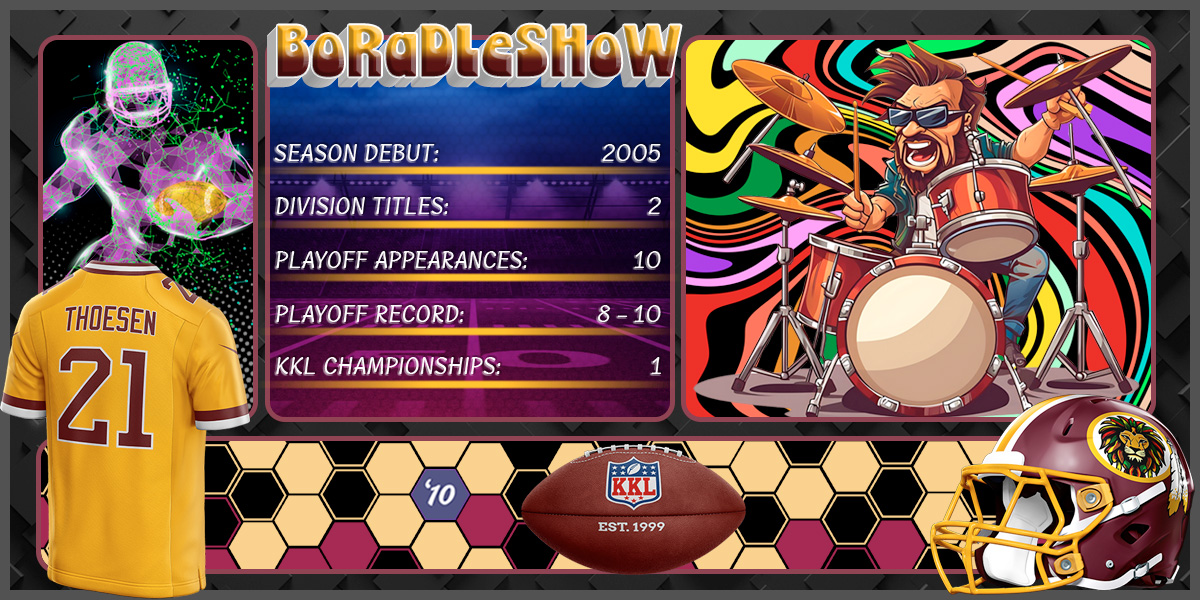 BoRaDLeSHoW
SEASON DEBUT: 2005
DIVISION TITLES: 2
PLAYOFF APPEARANCES: 10
PLAYOFF RECORD: 8 – 10
KKL CHAMPIONSHIPS: 1
THOESEN
21
'10
KKL
EST. 1999